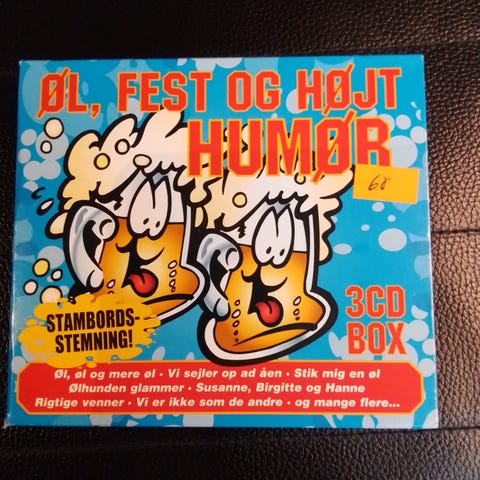 ØL, FEST OG HØJT
HUMØR
60
3CD
BOX
STAMBORDS-
STEMNING!
Øl, øl og mere øl · Vi sejler op ad åen · Stik mig en øl
Ølhunden glammer · Susanne, Birgitte og Hanne
Rigtige venner · Vi er ikke som de andre · og mange flere...